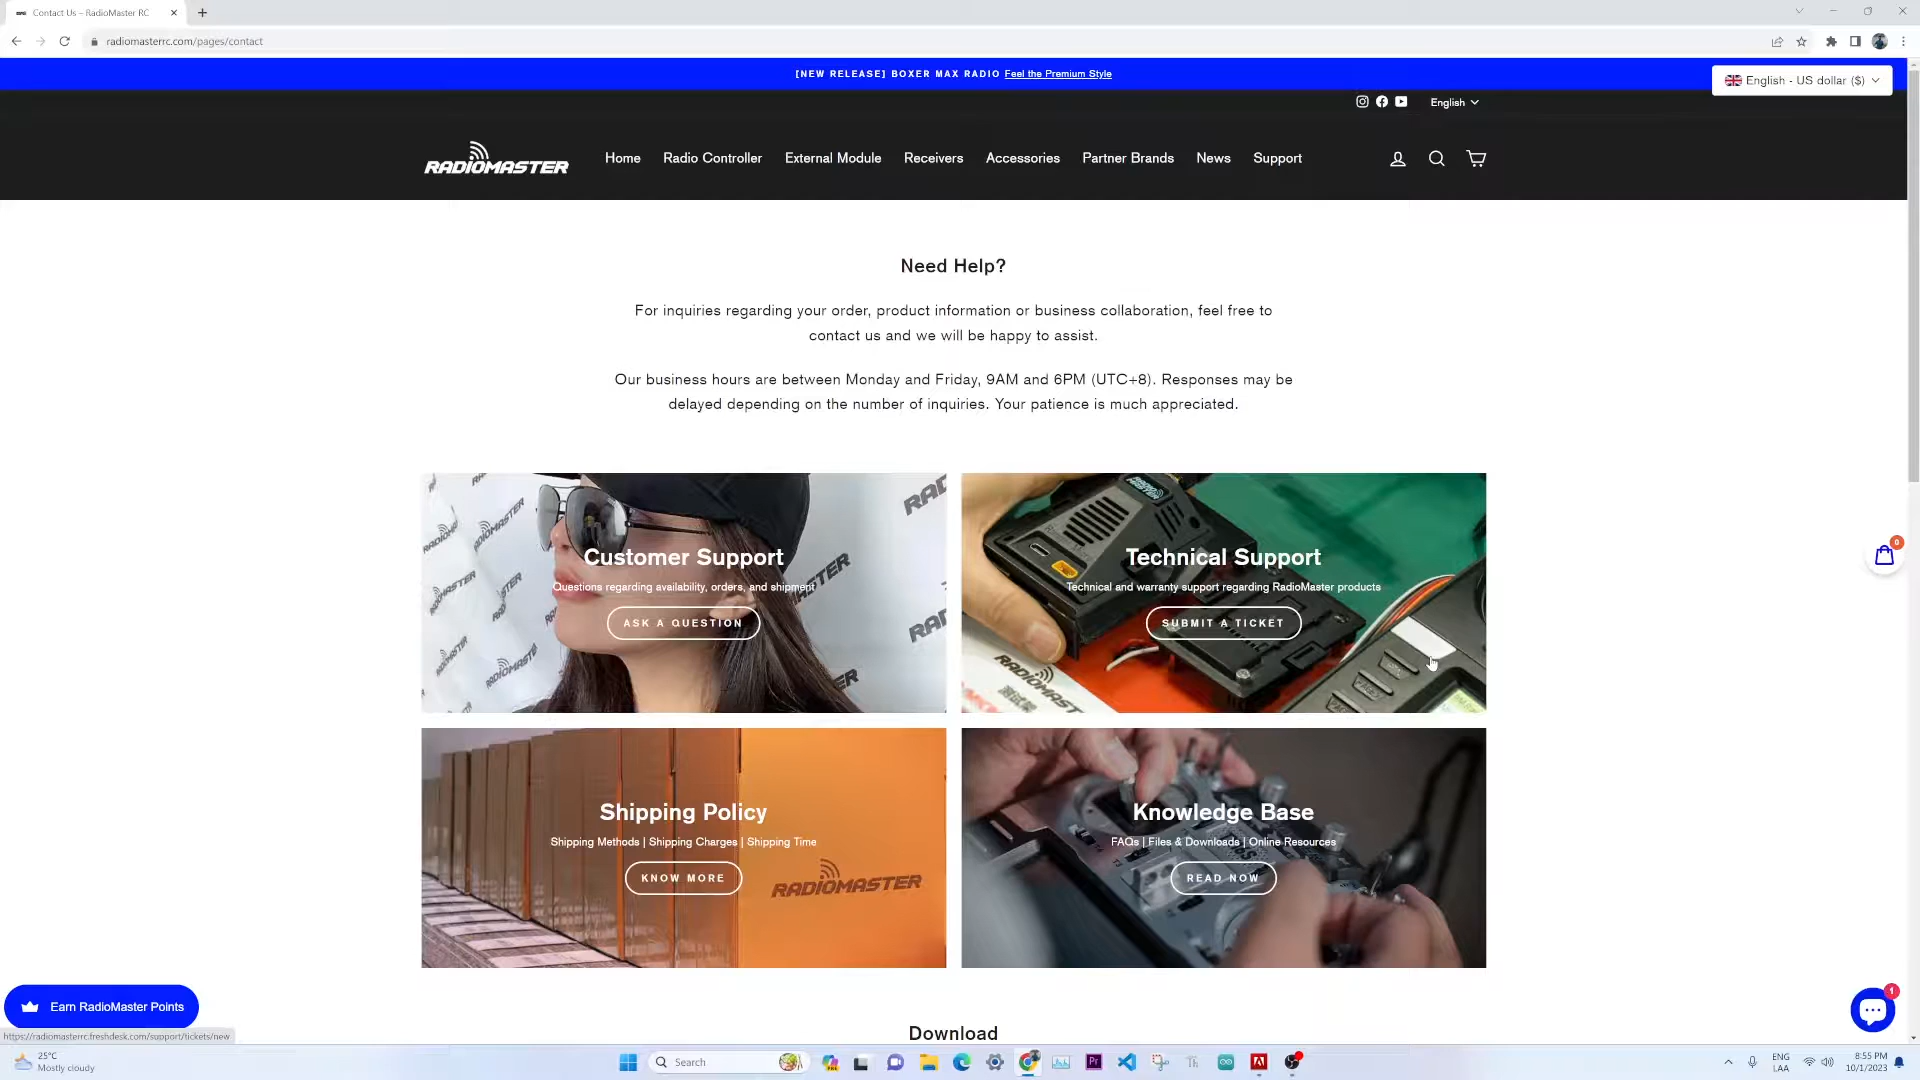 Contact Us – RadioMaster RC
radiomasterrc.com/pages/contact
[NEW RELEASE] BOXER MAX RADIO Feel the Premium Style
English - US dollar ($)
English
RADIOMASTER
Home
Radio Controller
External Module
Receivers
Accessories
Partner Brands
News
Support
Need Help?
For inquiries regarding your order, product information or business collaboration, feel free to
contact us and we will be happy to assist.
Our business hours are between Monday and Friday, 9AM and 6PM (UTC+8). Responses may be
delayed depending on the number of inquiries. Your patience is much appreciated.
Customer Support
Questions regarding availability, orders, and shipment
ASK A QUESTION
Technical Support
Technical and warranty support regarding RadioMaster products
SUBMIT A TICKET
0
Shipping Policy
Shipping Methods | Shipping Charges | Shipping Time
KNOW MORE
RADIOMASTER
Knowledge Base
FAQs | Files & Downloads | Online Resources
READ NOW
Earn RadioMaster Points
1
https://radiomasterrc.freshdesk.com/support/tickets/new
Download
25°C
Mostly cloudy
Search
Pr
ENG
LAA
8:55 PM
10/1/2023